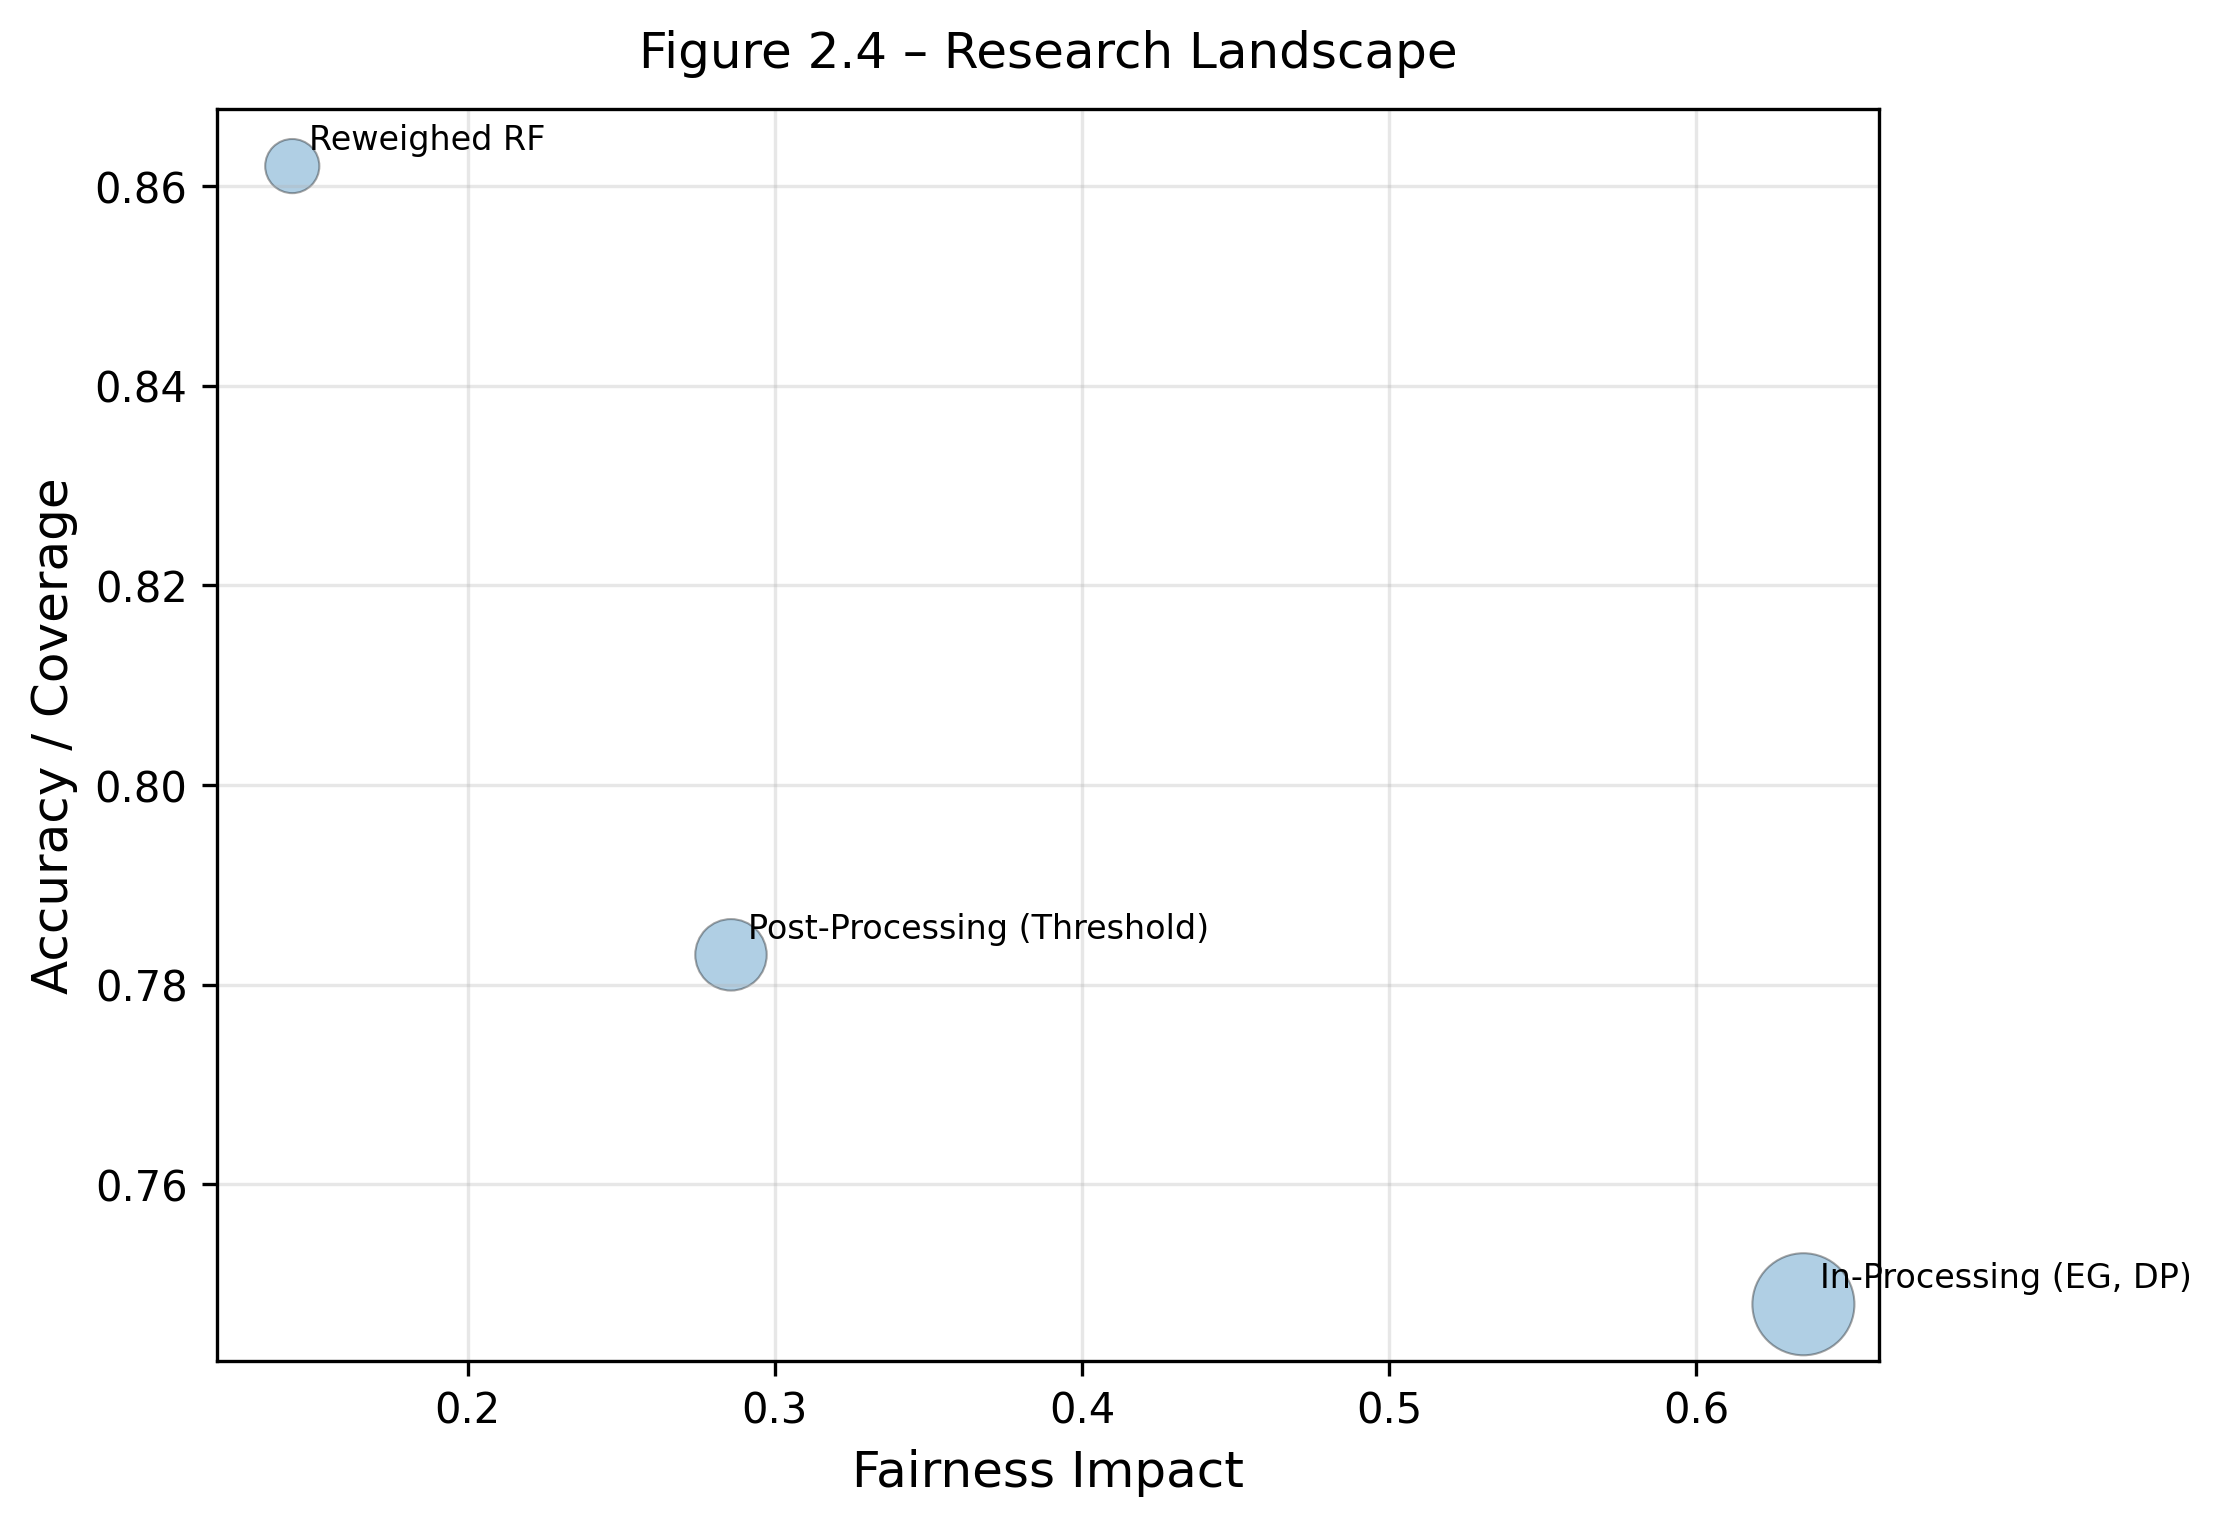 Figure 2.4 – Research Landscape
Reweighed RF
0.86
0.84
0.82
0.80
Accuracy / Coverage
Post-Processing (Threshold)
0.78
0.76
In-Processing (EG, DP)
0.2 0.3 0.4 0.5 0.6
Fairness Impact